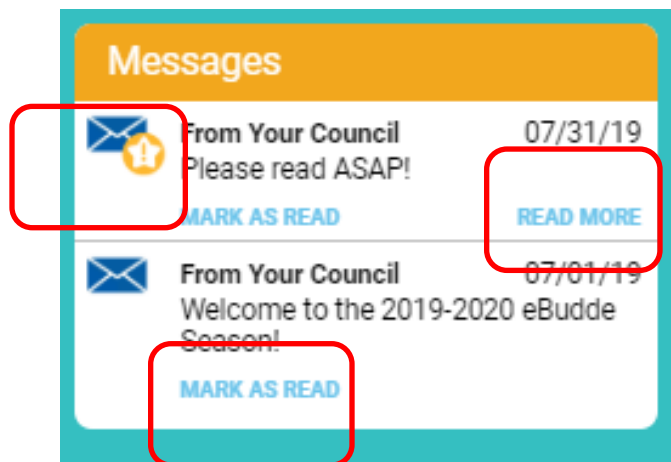 Messages
From Your Council 07/31/19
Please read ASAP!
MARK AS READ READ MORE
From Your Council 07/01/19
Welcome to the 2019-2020 eBudde
Season!
MARK AS READ